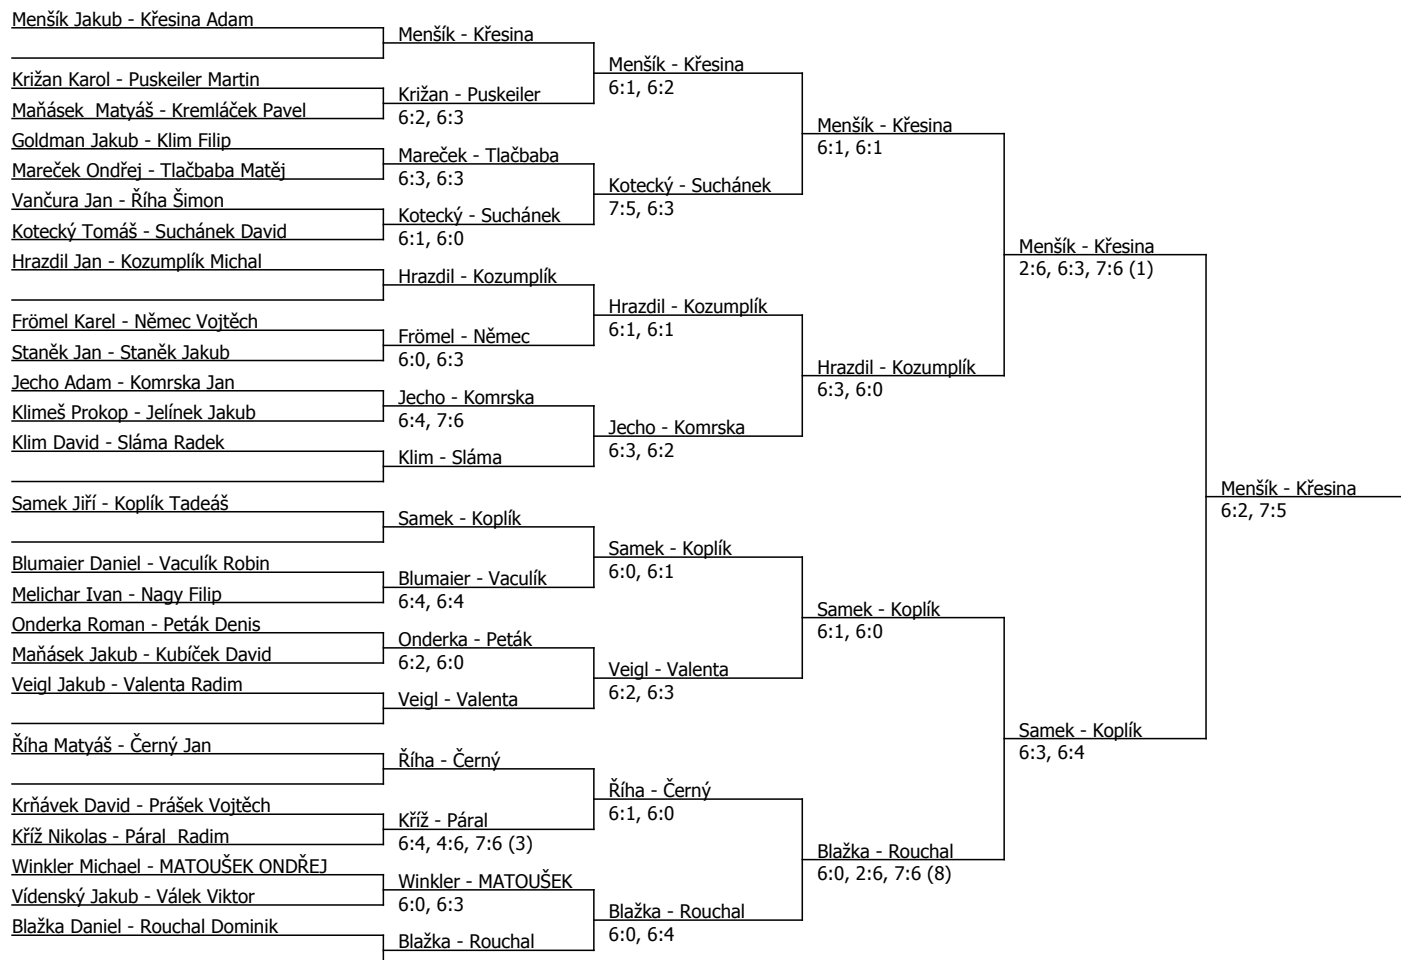 Menšík Jakub - Křesina Adam
Križan Karol - Puskeiler Martin
Maňásek  Matyáš - Kremláček Pavel
Goldman Jakub - Klim Filip
Mareček Ondřej - Tlačbaba Matěj
Vančura Jan - Říha Šimon
Kotecký Tomáš - Suchánek David
Hrazdil Jan - Kozumplík Michal
Frömel Karel - Němec Vojtěch
Staněk Jan - Staněk Jakub
Jecho Adam - Komrska Jan
Klimeš Prokop - Jelínek Jakub
Klim David - Sláma Radek
Samek Jiří - Koplík Tadeáš
Blumaier Daniel - Vaculík Robin
Melichar Ivan - Nagy Filip
Onderka Roman - Peták Denis
Maňásek Jakub - Kubíček David
Veigl Jakub - Valenta Radim
Říha Matyáš - Černý Jan
Krňávek David - Prášek Vojtěch
Kříž Nikolas - Páral  Radim
Winkler Michael - MATOUŠEK ONDŘEJ
Vídenský Jakub - Válek Viktor
Blažka Daniel - Rouchal Dominik
Menšík - Křesina
Križan - Puskeiler
6:2, 6:3
Mareček - Tlačbaba
6:3, 6:3
Kotecký - Suchánek
6:1, 6:0
Hrazdil - Kozumplík
Frömel - Němec
6:0, 6:3
Jecho - Komrska
6:4, 7:6
Klim - Sláma
Samek - Koplík
Blumaier - Vaculík
6:4, 6:4
Onderka - Peták
6:2, 6:0
Veigl - Valenta
Říha - Černý
Kříž - Páral
6:4, 4:6, 7:6 (3)
Winkler - MATOUŠEK
6:0, 6:3
Blažka - Rouchal
Menšík - Křesina
6:1, 6:2
Kotecký - Suchánek
7:5, 6:3
Hrazdil - Kozumplík
6:1, 6:1
Jecho - Komrska
6:3, 6:2
Samek - Koplík
6:0, 6:1
Veigl - Valenta
6:2, 6:3
Říha - Černý
6:1, 6:0
Blažka - Rouchal
6:0, 6:4
Menšík - Křesina
6:1, 6:1
Hrazdil - Kozumplík
6:3, 6:0
Samek - Koplík
6:1, 6:0
Blažka - Rouchal
6:0, 2:6, 7:6 (8)
Menšík - Křesina
2:6, 6:3, 7:6 (1)
Samek - Koplík
6:3, 6:4
Menšík - Křesina
6:2, 7:5